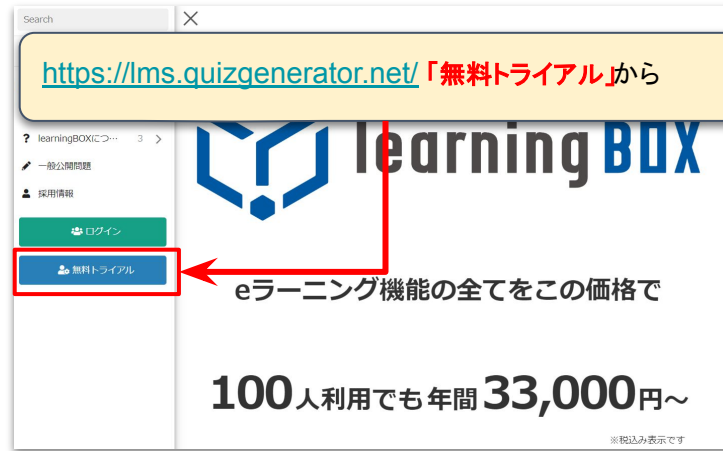 Search
https://lms.quizgenerator.net/「無料トライアル」から
? learningBOXにつ… 3 >
一般公開問題
採用情報
ログイン
無料トライアル
learning BOX
eラーニング機能の全てをこの価格で
100人利用でも 年間 33,000円～
※税込み表示です